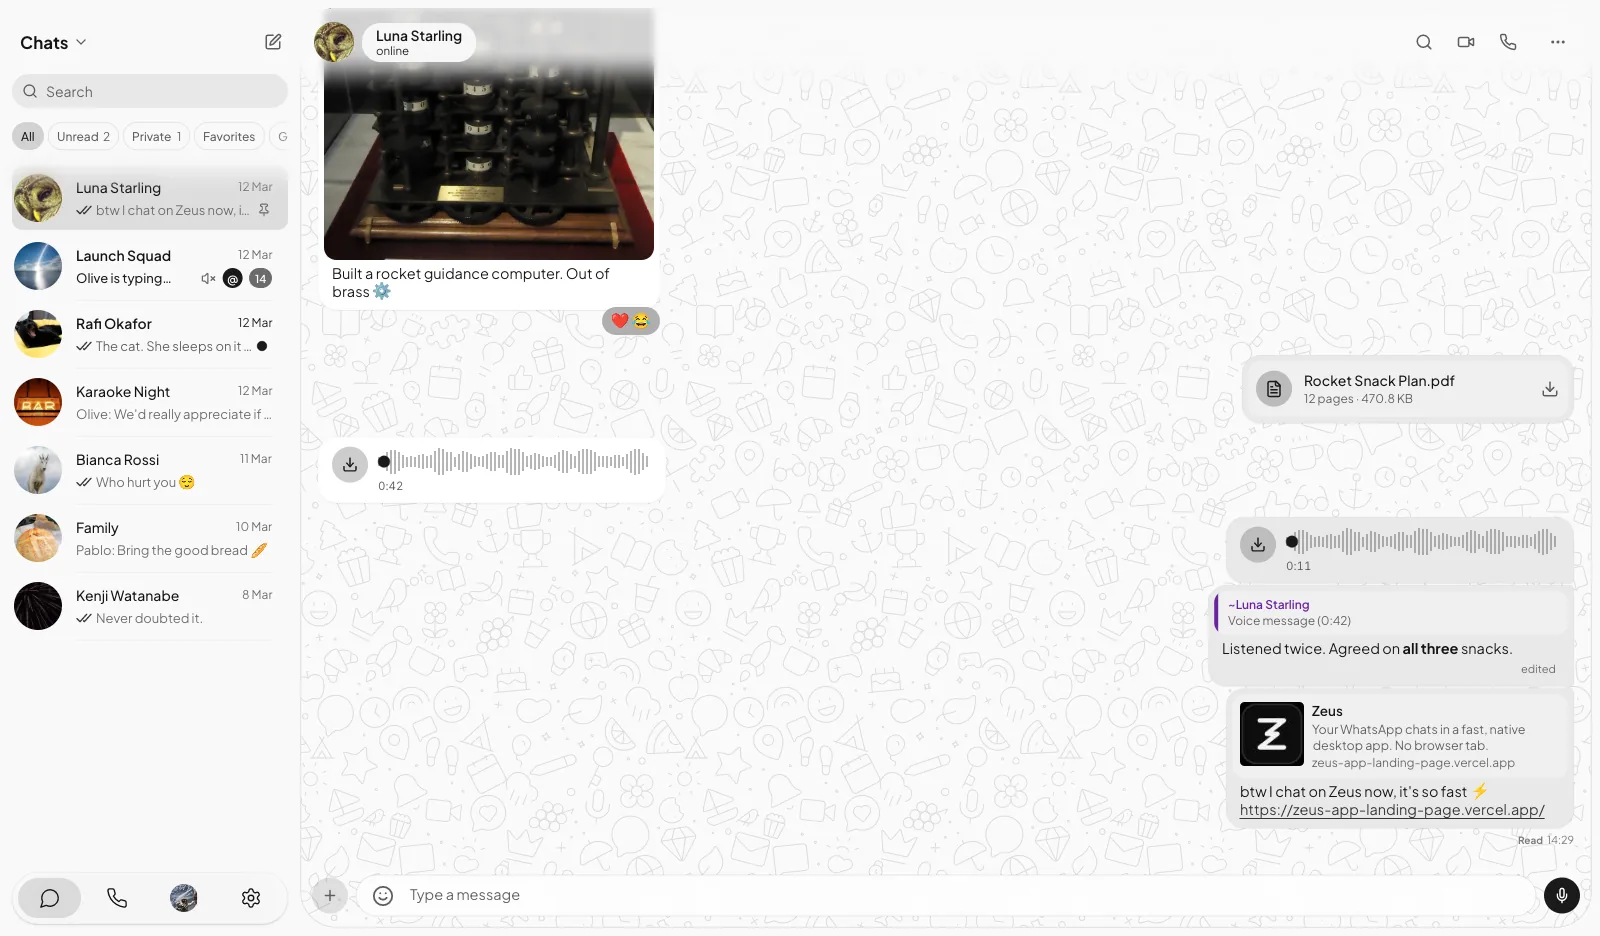 Chats
Search
All
Unread 2
Private 1
Favorites
G
Luna Starling
12 Mar
btw I chat on Zeus now, i...
Launch Squad
12 Mar
Olive is typing...
@
14
Rafi Okafor
12 Mar
The cat. She sleeps on it ...
Karaoke Night
12 Mar
Olive: We'd really appreciate if ...
BAR
Bianca Rossi
11 Mar
Who hurt you 😌
Family
10 Mar
Pablo: Bring the good bread 🥖
Kenji Watanabe
8 Mar
Never doubted it.
Luna Starling
online
Built a rocket guidance computer. Out of
brass ⚙️
❤️ 😂
Rocket Snack Plan.pdf
12 pages · 470.8 KB
0:42
0:11
~Luna Starling
Voice message (0:42)
Listened twice. Agreed on all three snacks.
edited
Zeus
Your WhatsApp chats in a fast, native
desktop app. No browser tab.
zeus-app-landing-page.vercel.app
btw I chat on Zeus now, it's so fast ⚡
https://zeus-app-landing-page.vercel.app/
Read 14:29
Type a message